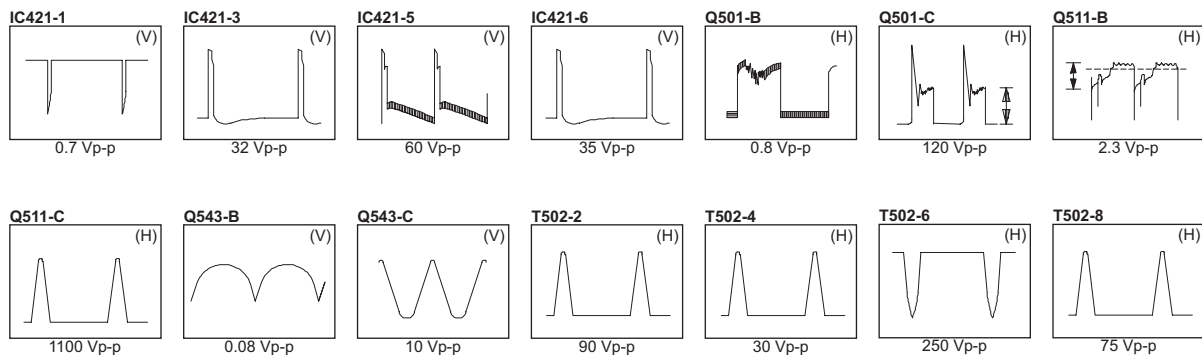 IC421-1 IC421-3 IC421-5 IC421-6 Q501-B Q501-C Q511-B
(V) (V) (V) (V) (H) (H) (H)
0.7 Vp-p 32 Vp-p 60 Vp-p 35 Vp-p 0.8 Vp-p 120 Vp-p 2.3 Vp-p
Q511-C Q543-B Q543-C T502-2 T502-4 T502-6 T502-8
(H) (V) (V) (H) (H) (H) (H)
1100 Vp-p 0.08 Vp-p 10 Vp-p 90 Vp-p 30 Vp-p 250 Vp-p 75 Vp-p